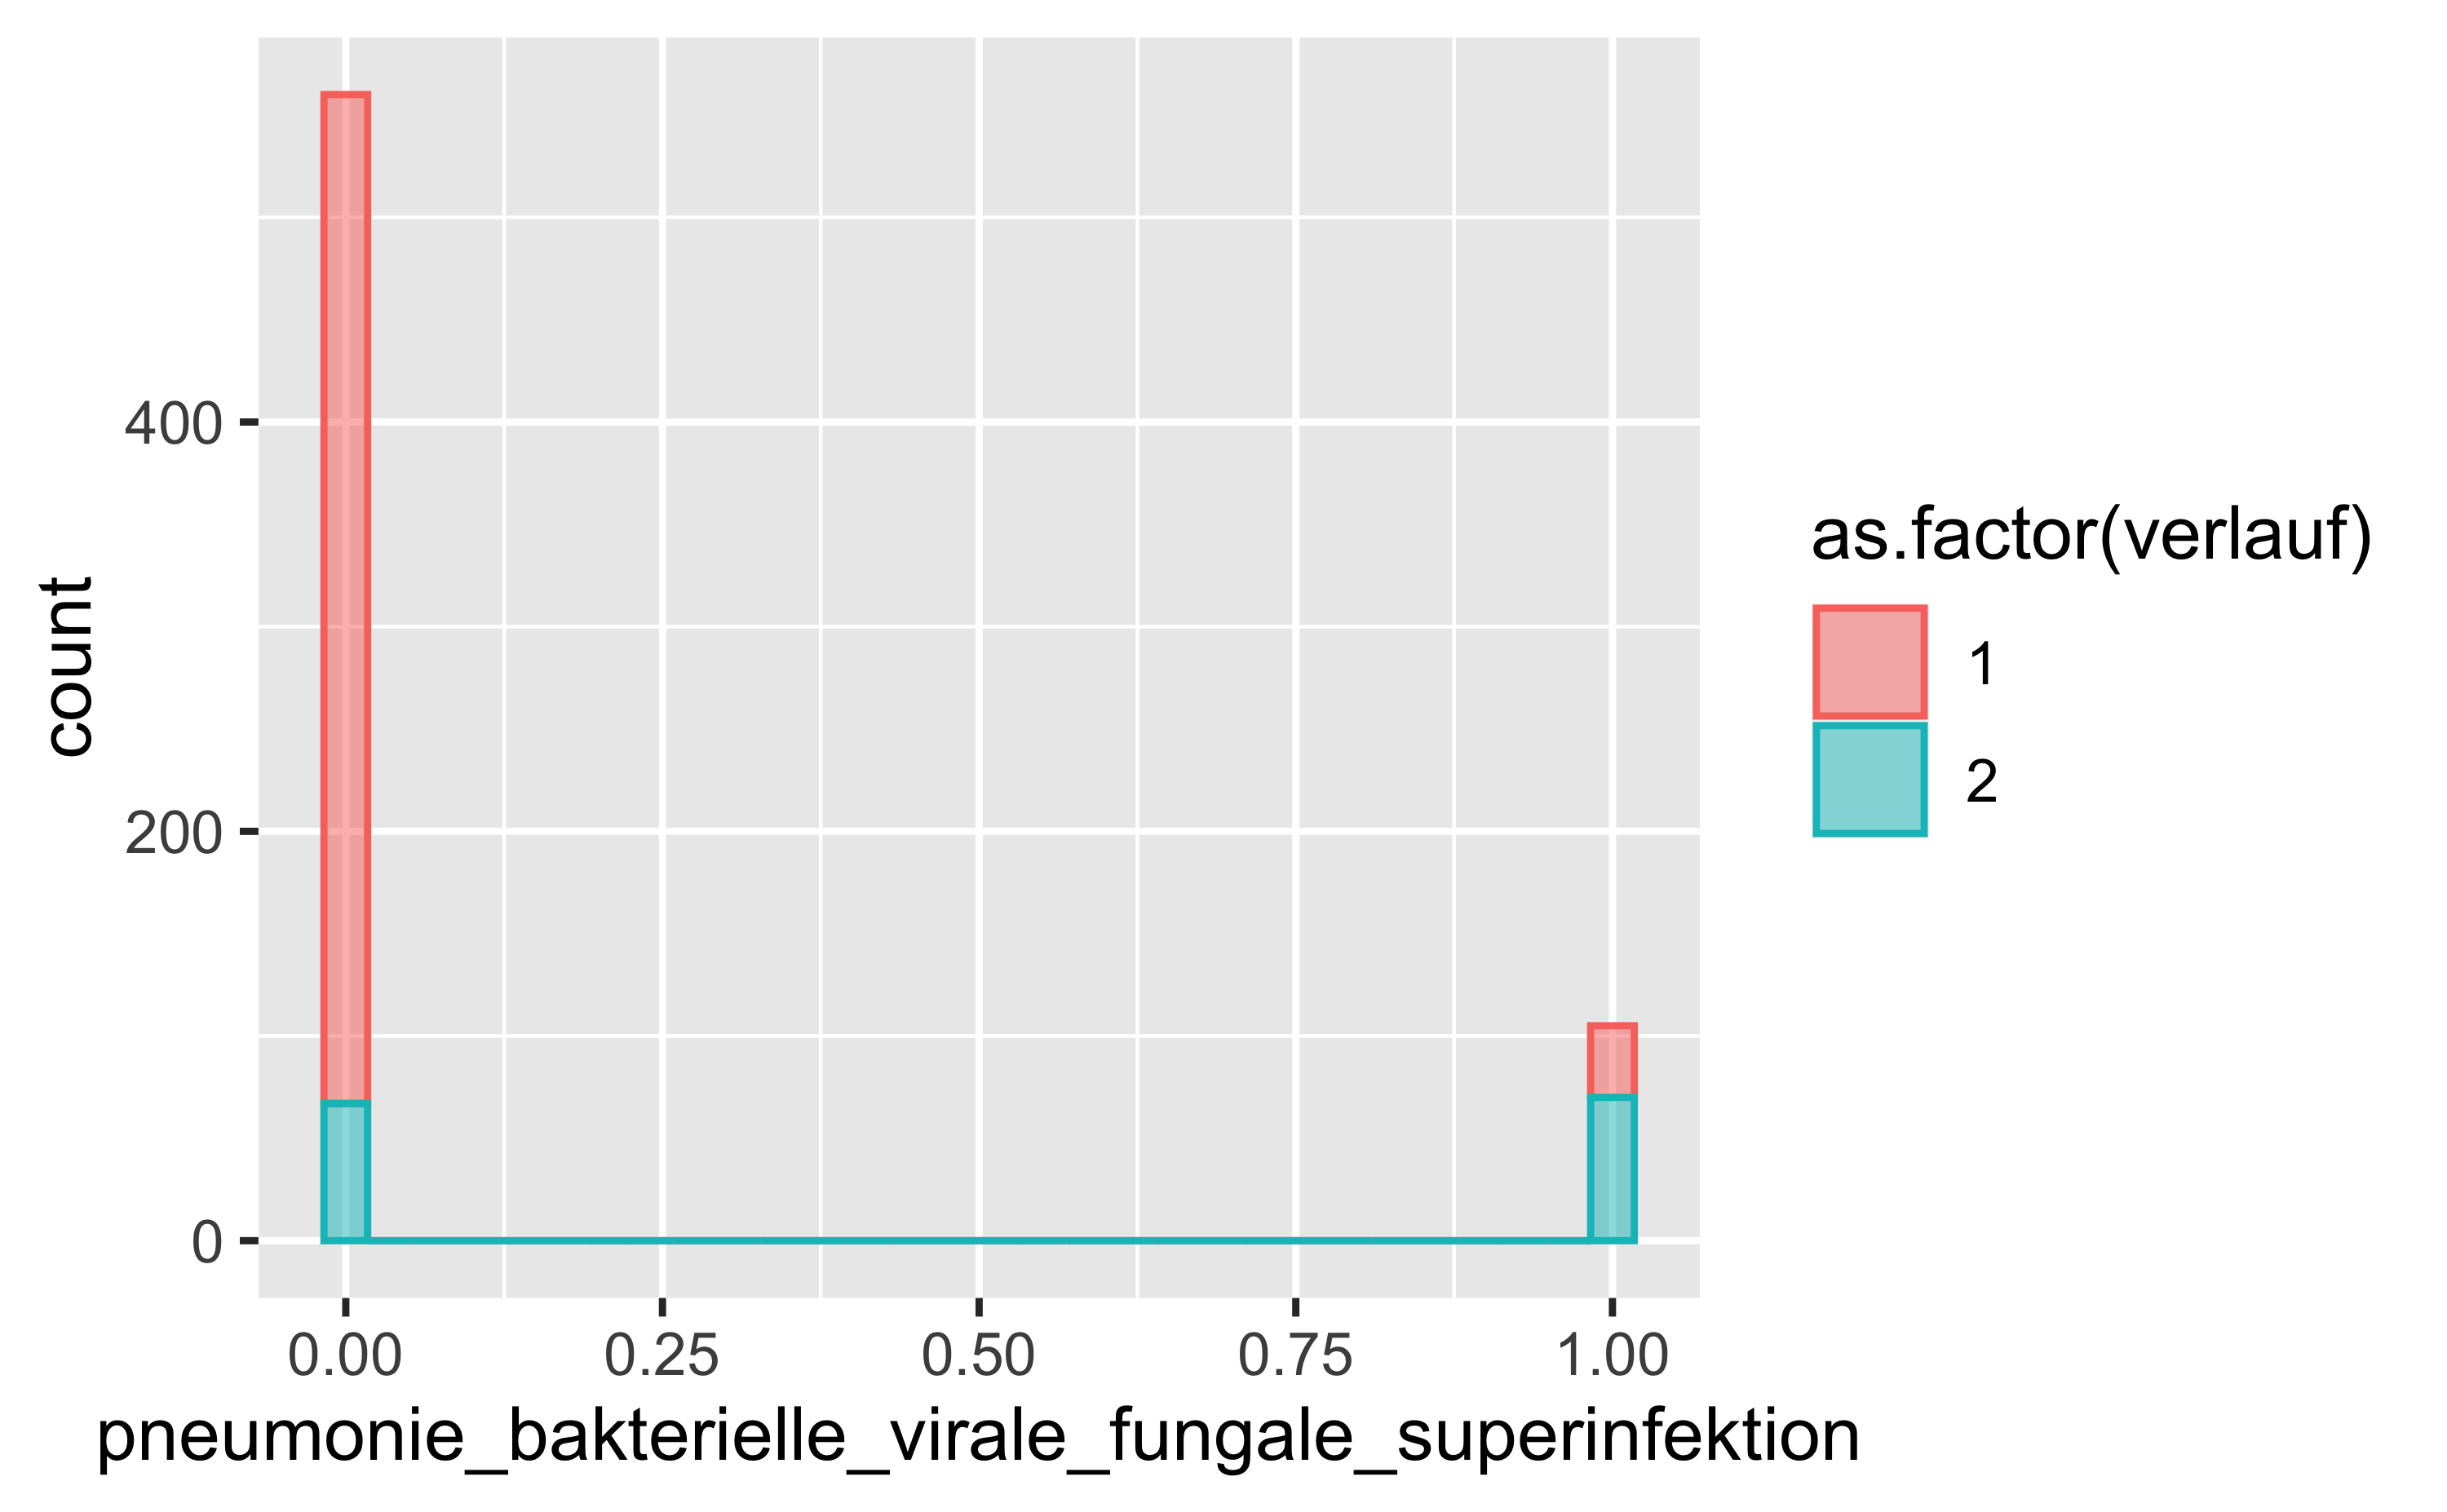 count
400
200
0
0.00 0.25 0.50 0.75 1.00
pneumonie_bakterielle_virale_fungale_superinfektion
as.factor(verlauf)
1
2